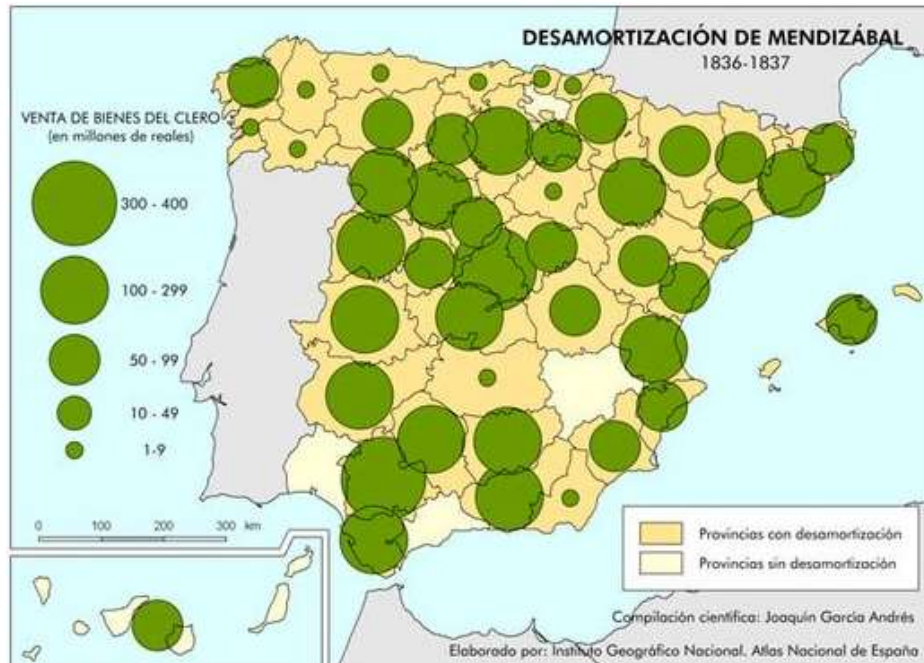 DESAMORTIZACIÓN DE MENDIZÁBAL
1836-1837
VENTA DE BIENES DEL CLERO
(en millones de reales)
300 - 400
100 - 299
50 - 99
10 - 49
1-9
0 100 200 300 km
Provincias con desamortización
Provincias sin desamortización
Compilación científica: Joaquín García Andrés
Elaborado por: Instituto Geográfico Nacional. Atlas Nacional de España